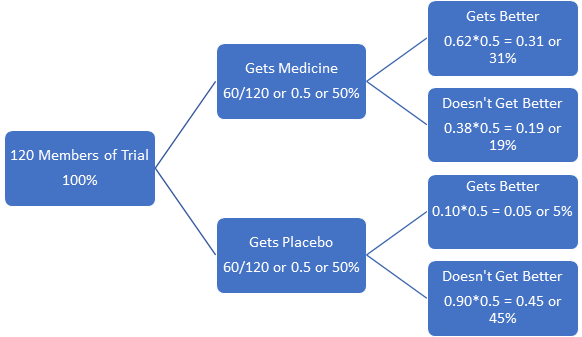 120 Members of Trial
100%
Gets Medicine
60/120 or 0.5 or 50%
Gets Better
0.62*0.5 = 0.31 or
31%
Doesn't Get Better
0.38*0.5 = 0.19 or
19%
Gets Placebo
60/120 or 0.5 or 50%
Gets Better
0.10*0.5 = 0.05 or 5%
Doesn't Get Better
0.90*0.5 = 0.45 or
45%